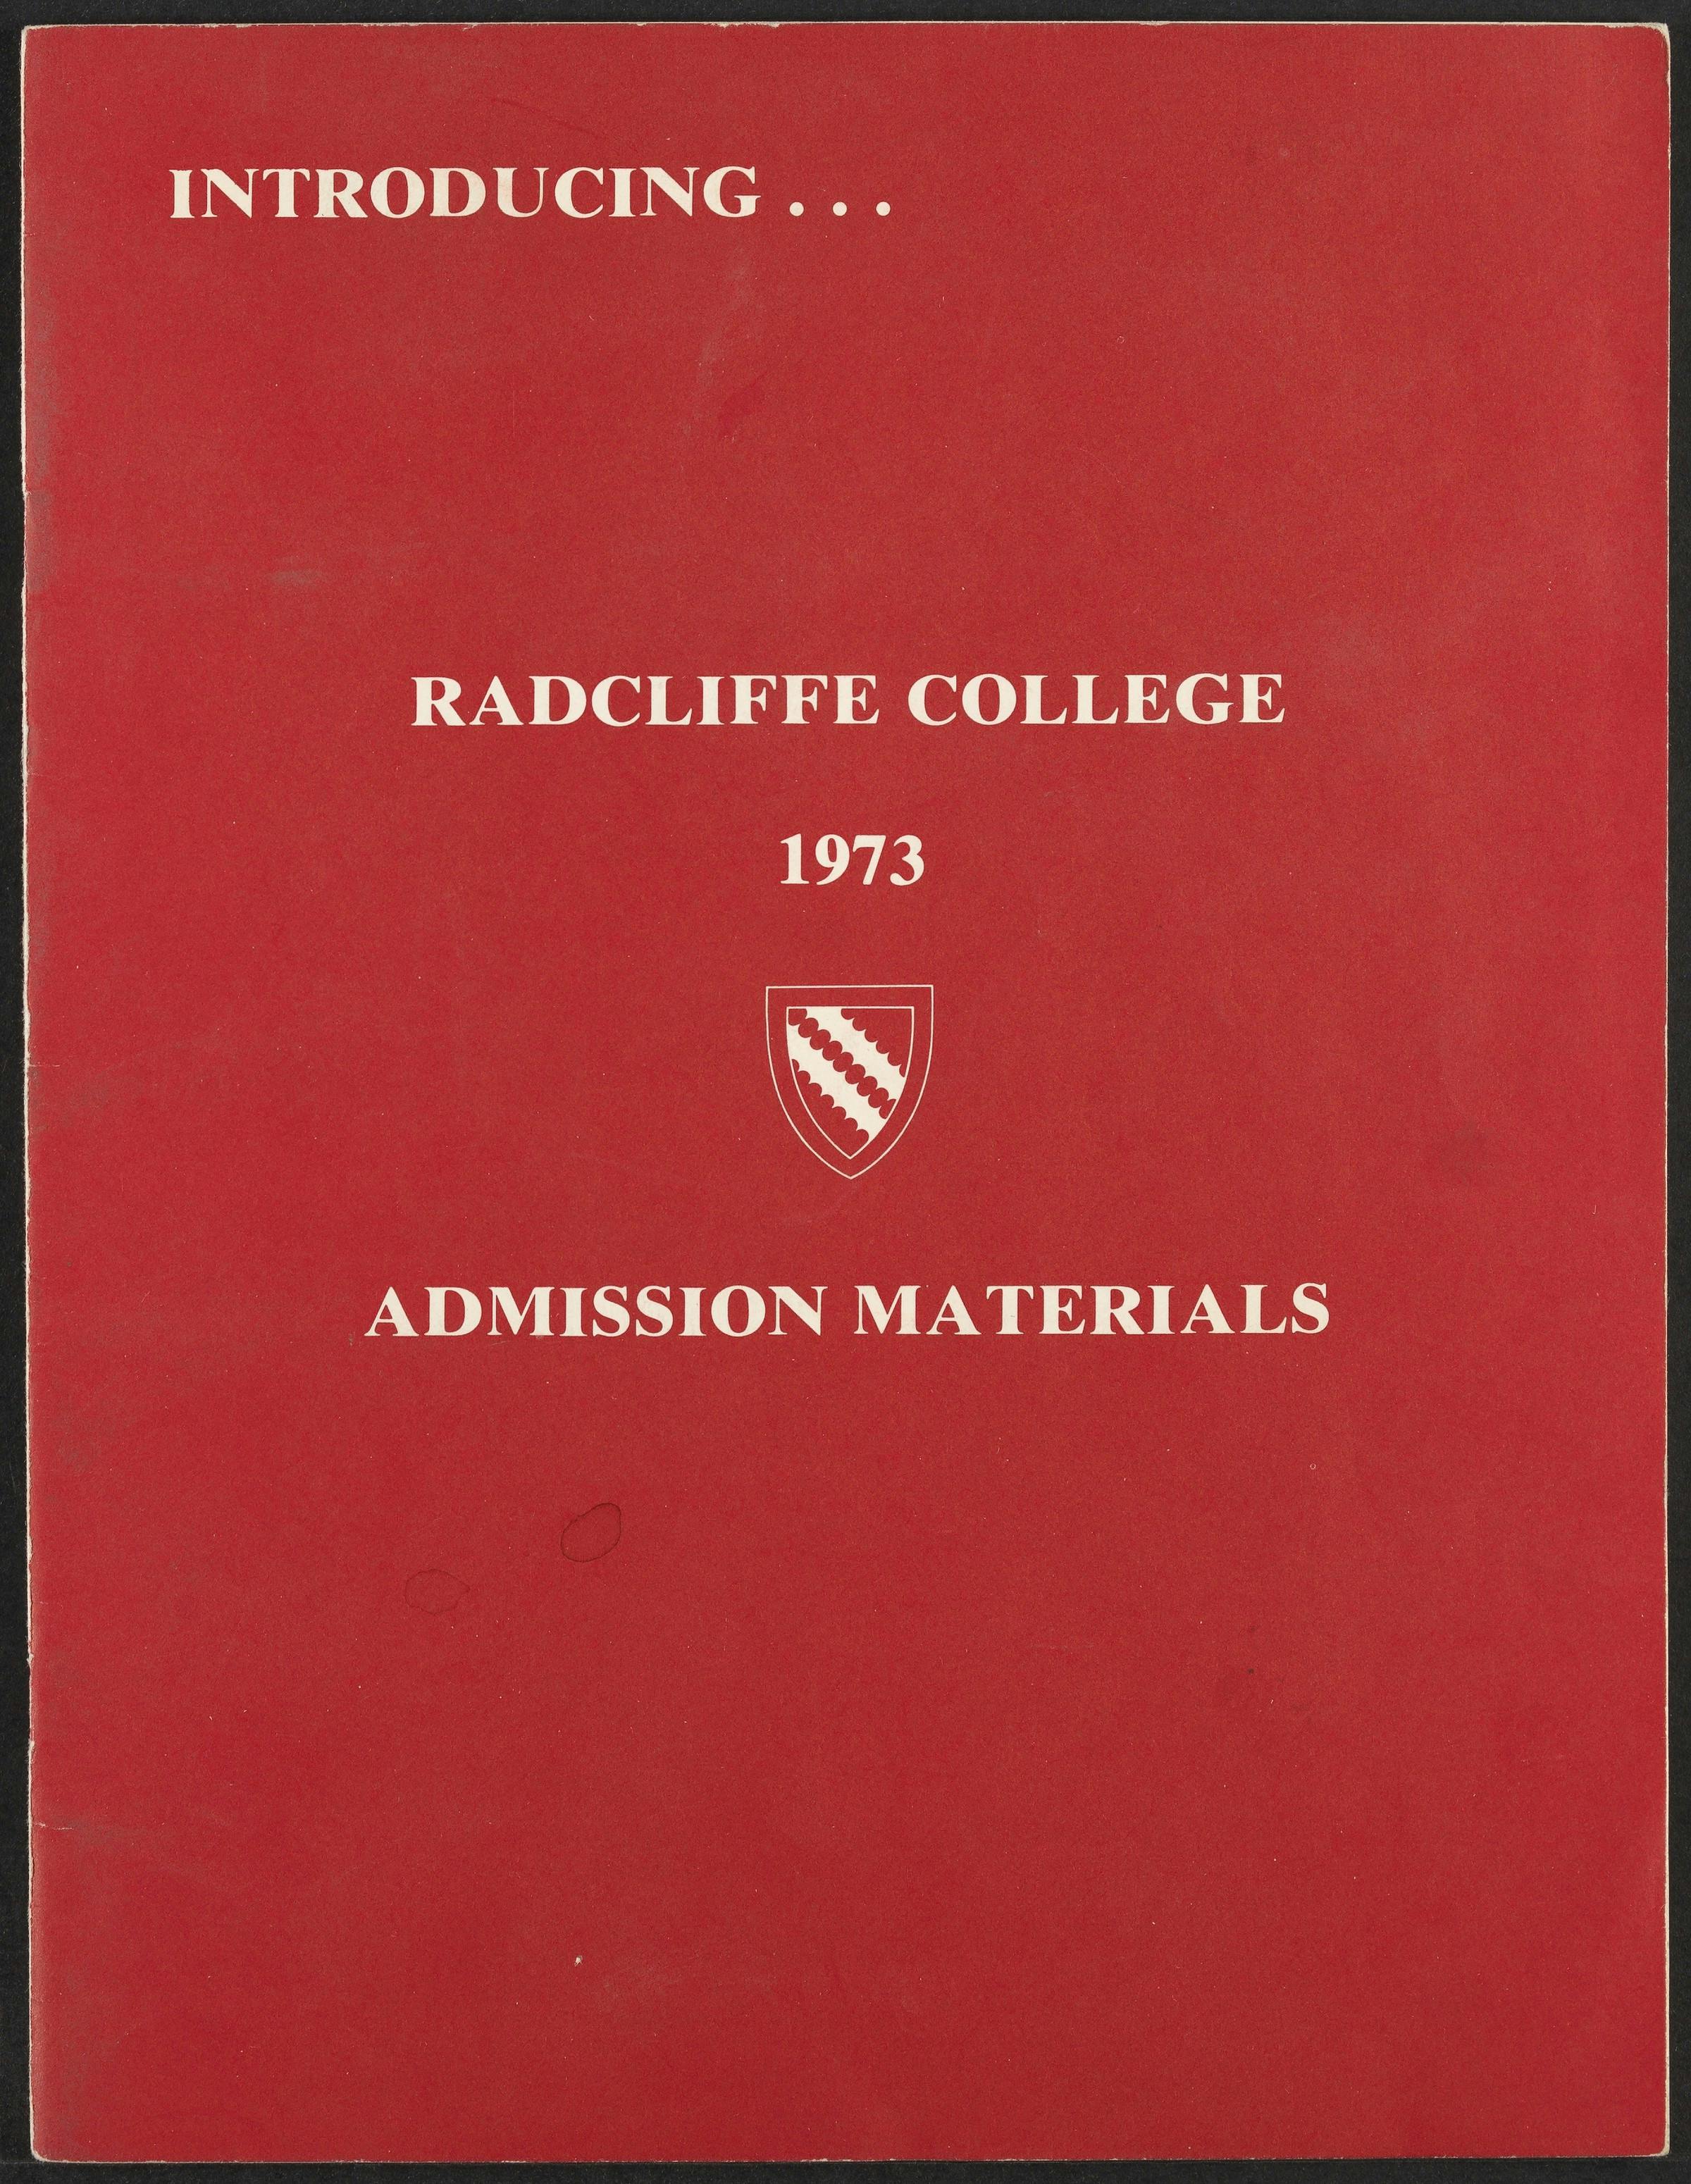 INTRODUCING . . .
RADCLIFFE COLLEGE
1973
ADMISSION MATERIALS